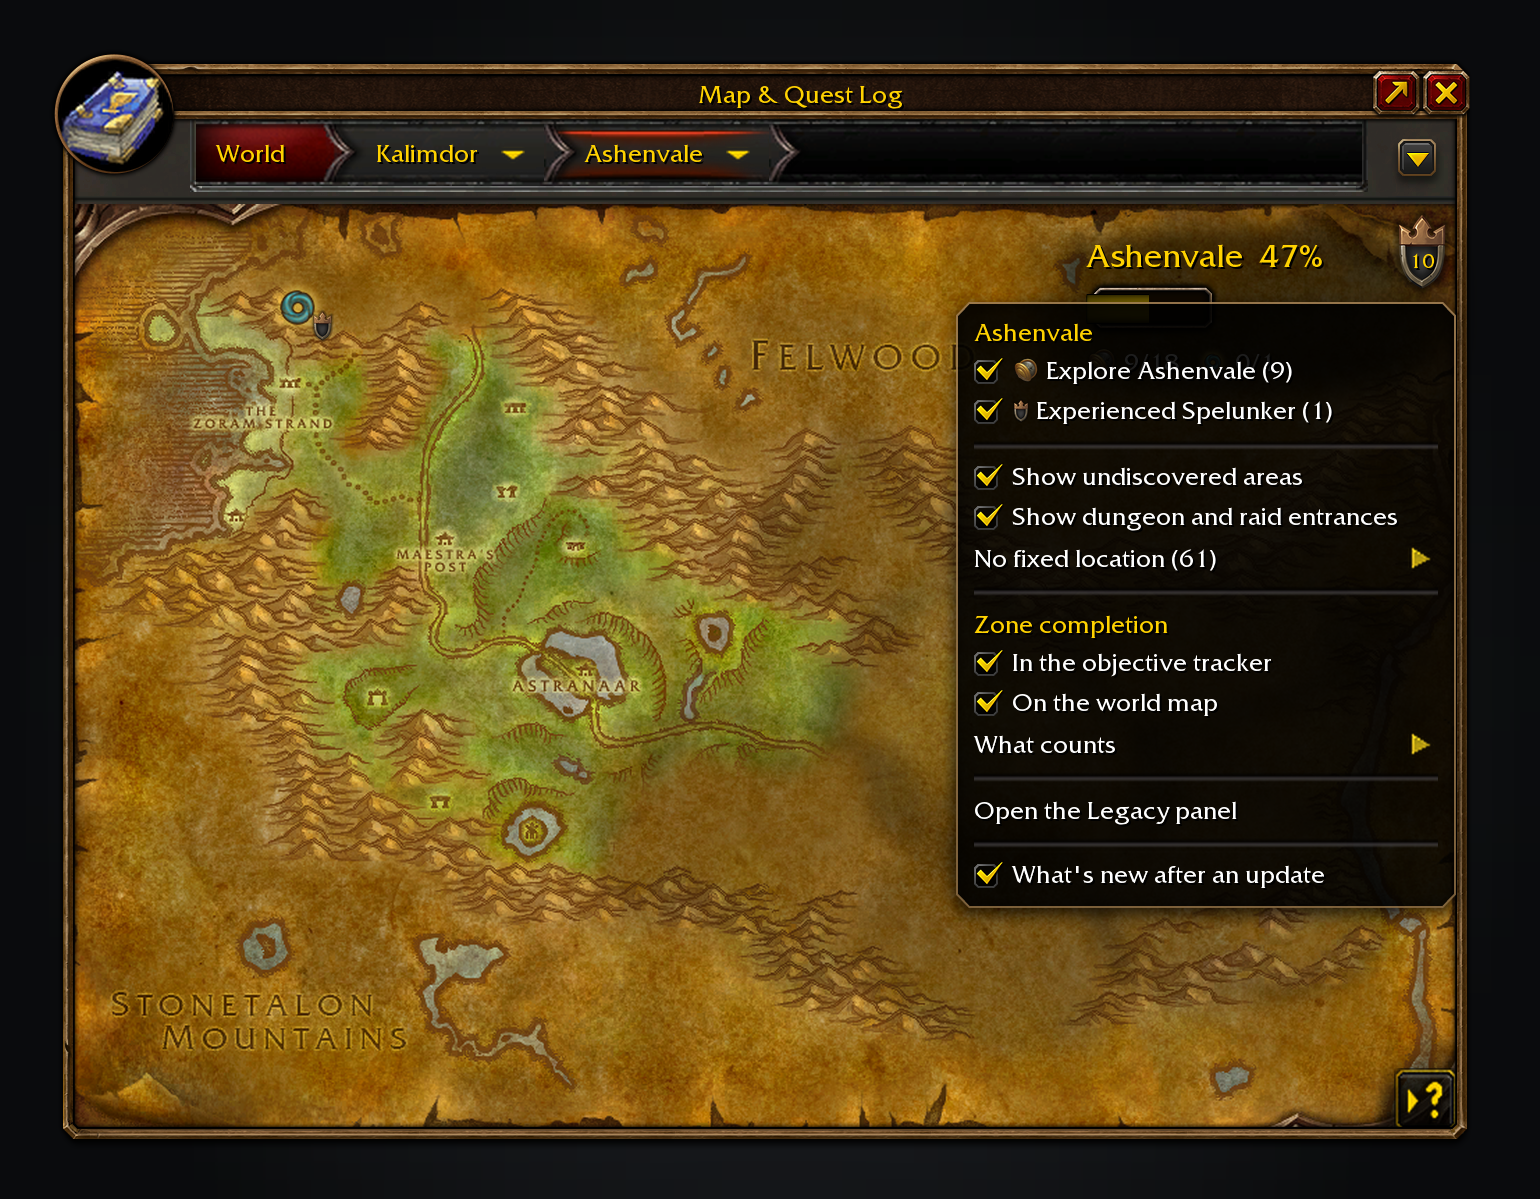 Map & Quest Log
World
Kalimdor
Ashenvale
Ashenvale 47%
10
FELWOOD
THE
ZORAM STRAND
MAESTRA'S
POST
ASTRANAAR
STONETALON
MOUNTAINS
Ashenvale
Explore Ashenvale (9)
Experienced Spelunker (1)
Show undiscovered areas
Show dungeon and raid entrances
No fixed location (61)
Zone completion
In the objective tracker
On the world map
What counts
Open the Legacy panel
What's new after an update
?